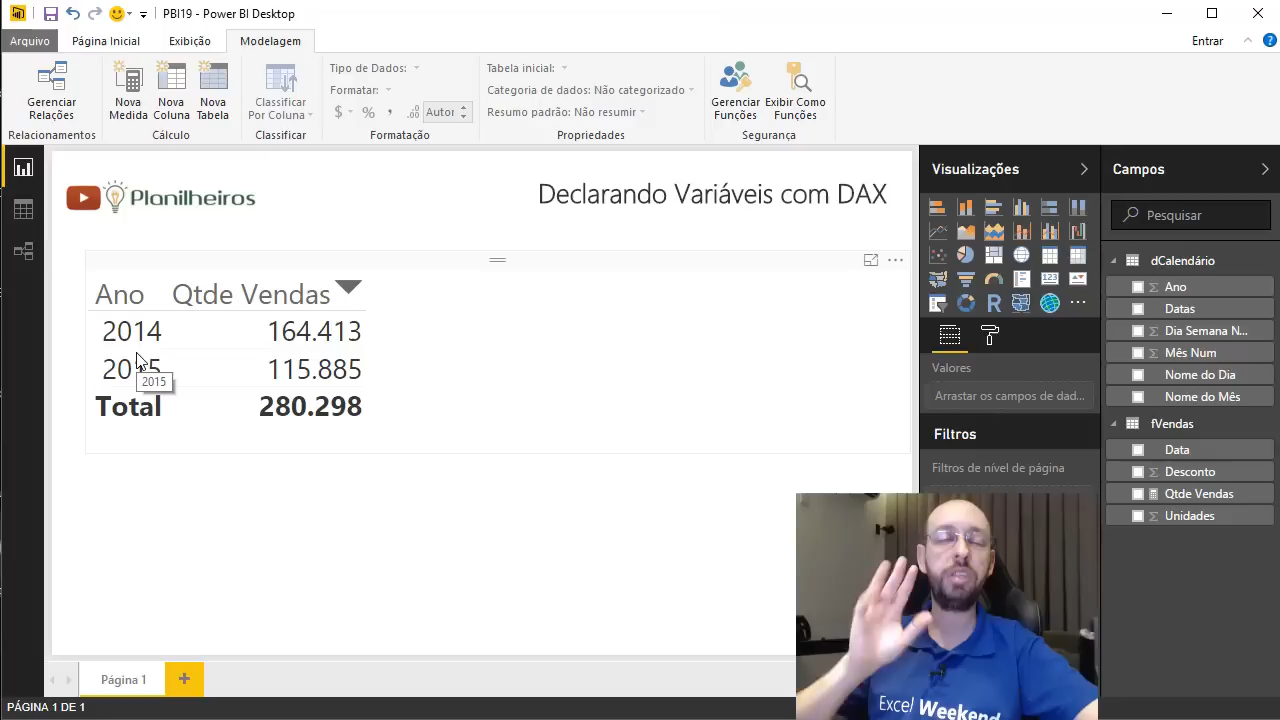 PBI19 - Power BI Desktop
Arquivo Página Inicial Exibição Modelagem Entrar
Gerenciar Relações
Nova Medida
Nova Coluna
Nova Tabela
Classificar Por Coluna
Tipo de Dados:
Formatar:
$ % , .00 Autor
Tabela inicial:
Categoria de dados: Não categorizado
Resumo padrão: Não resumir
Gerenciar Funções
Exibir Como Funções
Relacionamentos Cálculo Classificar Formatação Propriedades Segurança
Planilheiros
Declarando Variáveis com DAX
Ano Qtde Vendas
2014 164.413
2015 115.885
2015
Total 280.298
Visualizações
R
123
Valores
Arrastar os campos de dad...
Filtros
Filtros de nível de página
Campos
Pesquisar
dCalendário
Ano
Datas
Dia Semana N...
Mês Num
Nome do Dia
Nome do Mês
fVendas
Data
Desconto
Qtde Vendas
Unidades
Excel Weekend
Página 1
PÁGINA 1 DE 1